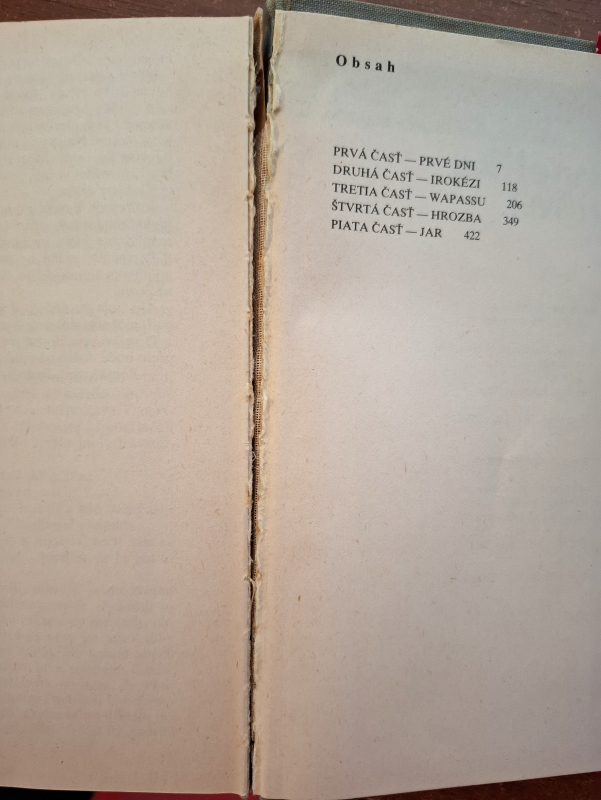 Obsah
PRVÁ ČASŤ — PRVÉ DNI 7
DRUHÁ ČASŤ — IROKÉZI 118
TRETIA ČASŤ — WAPASSU 206
ŠTVRTÁ ČASŤ — HROZBA 349
PIATA ČASŤ — JAR 422